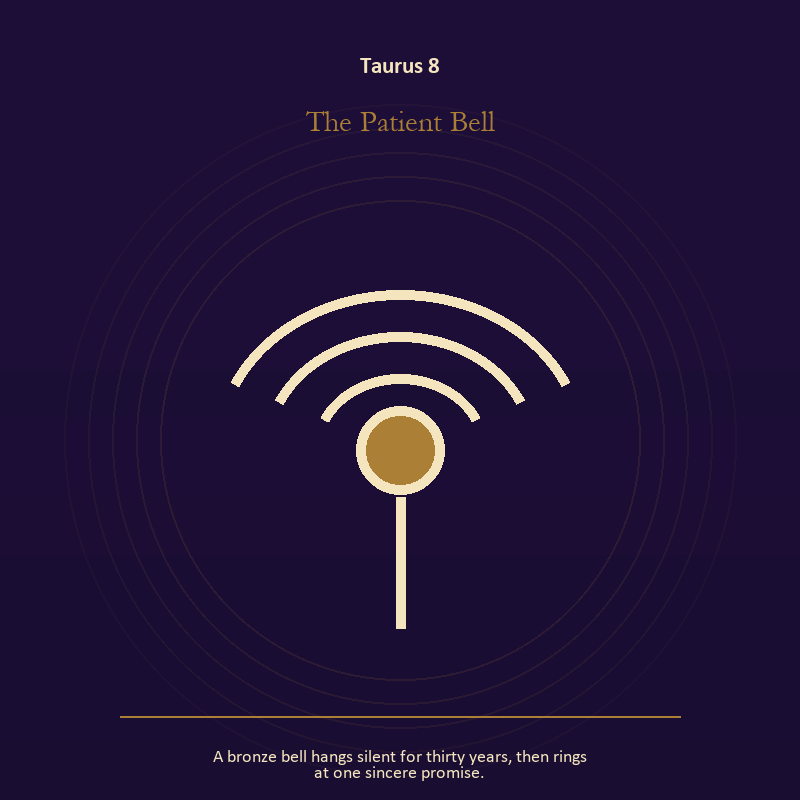 Taurus 8
The Patient Bell
A bronze bell hangs silent for thirty years, then rings
at one sincere promise.